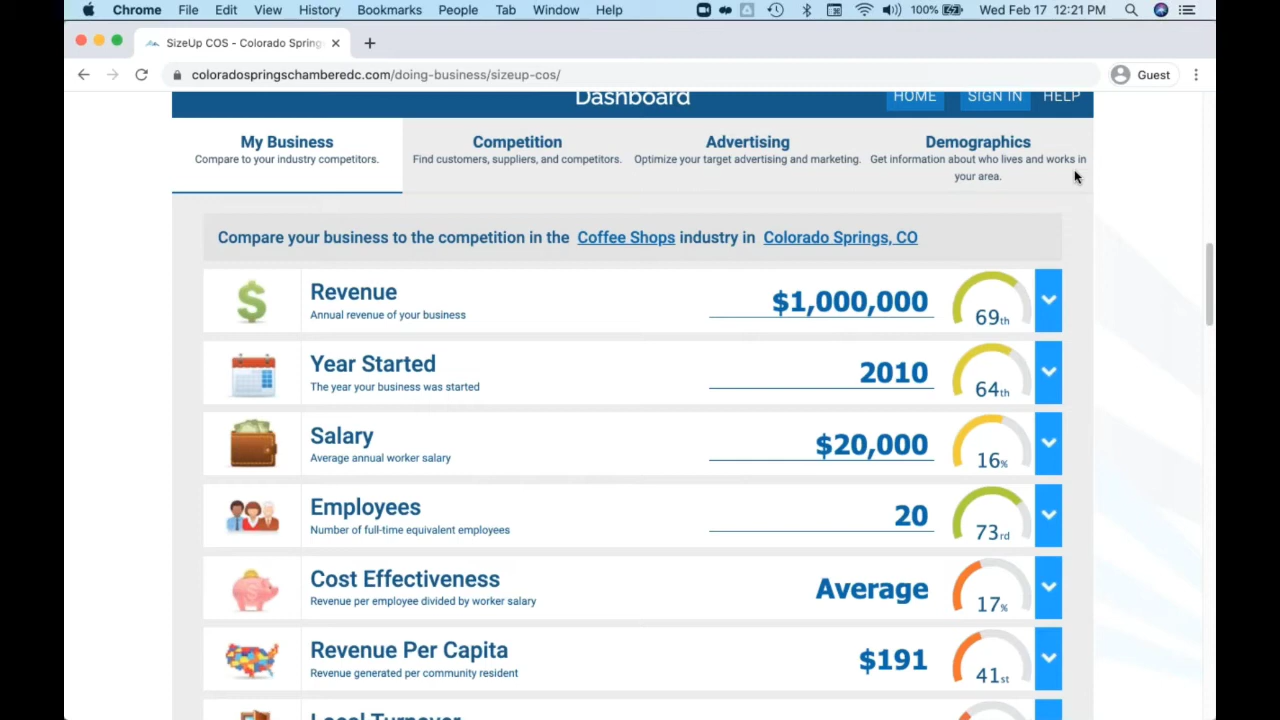 Chrome File Edit View History Bookmarks People Tab Window Help 100% Wed Feb 17 12:21 PM
SizeUp COS - Colorado Spring
coloradospringschamberedc.com/doing-business/sizeup-cos/ Guest
Dashboard HOME SIGN IN HELP
My Business Competition Advertising Demographics
Compare to your industry competitors. Find customers, suppliers, and competitors. Optimize your target advertising and marketing. Get information about who lives and works in
your area.
Compare your business to the competition in the Coffee Shops industry in Colorado Springs, CO
Revenue $1,000,000 69th
Annual revenue of your business
Year Started 2010 64th
The year your business was started
Salary $20,000 16%
Average annual worker salary
Employees 20 73rd
Number of full-time equivalent employees
Cost Effectiveness Average 17%
Revenue per employee divided by worker salary
Revenue Per Capita $191 41st
Revenue generated per community resident
Local Turnover